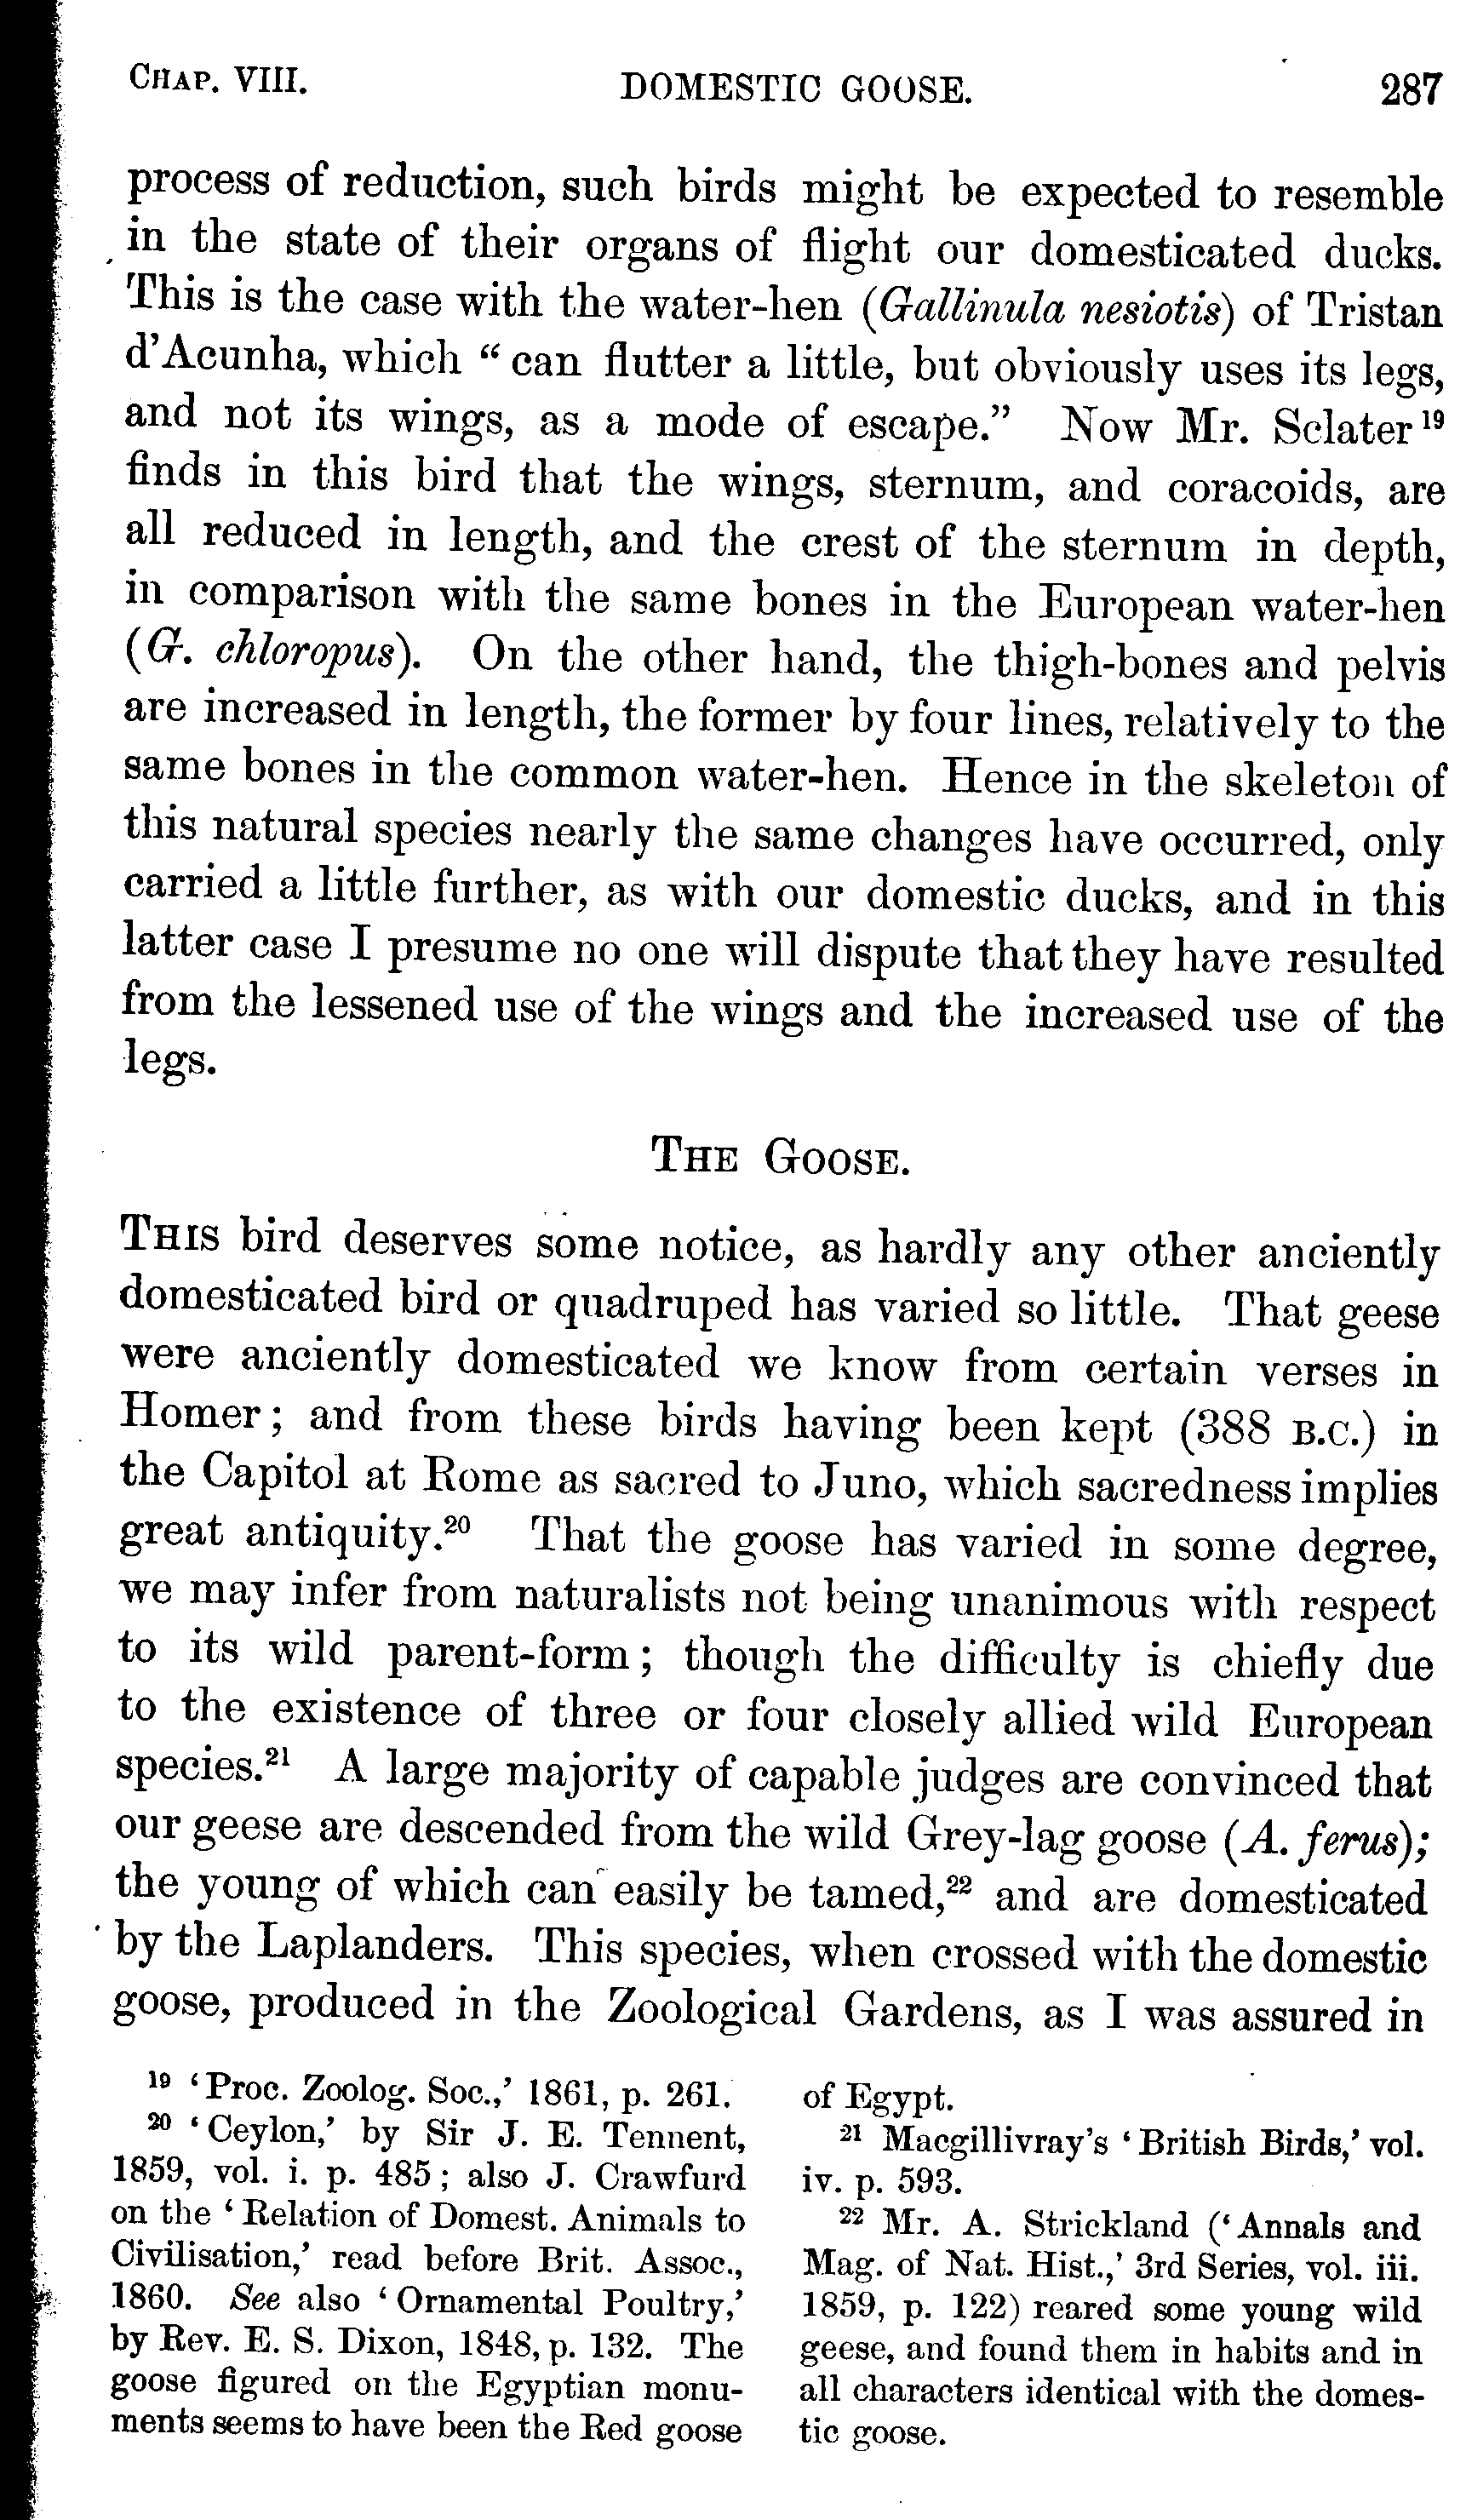 CHAP. VIII. DOMESTIC GOOSE. 287
process of reduction, such birds might be expected to resemble
in the state of their organs of flight our domesticated ducks.
This is the case with the water-hen (Gallinula nesiotis) of Tristan
d'Acunha, which “can flutter a little, but obviously uses its legs,
and not its wings, as a mode of escape.” Now Mr. Sclater¹⁹
finds in this bird that the wings, sternum, and coracoids, are
all reduced in length, and the crest of the sternum in depth,
in comparison with the same bones in the European water-hen
(G. chloropus). On the other hand, the thigh-bones and pelvis
are increased in length, the former by four lines, relatively to the
same bones in the common water-hen. Hence in the skeleton of
this natural species nearly the same changes have occurred, only
carried a little further, as with our domestic ducks, and in this
latter case I presume no one will dispute that they have resulted
from the lessened use of the wings and the increased use of the
legs.
THE GOOSE.
THIS bird deserves some notice, as hardly any other anciently
domesticated bird or quadruped has varied so little. That geese
were anciently domesticated we know from certain verses in
Homer; and from these birds having been kept (388 B.C.) in
the Capitol at Rome as sacred to Juno, which sacredness implies
great antiquity.²⁰ That the goose has varied in some degree,
we may infer from naturalists not being unanimous with respect
to its wild parent-form; though the difficulty is chiefly due
to the existence of three or four closely allied wild European
species.²¹ A large majority of capable judges are convinced that
our geese are descended from the wild Grey-lag goose (A. ferus);
the young of which can easily be tamed,²² and are domesticated
by the Laplanders. This species, when crossed with the domestic
goose, produced in the Zoological Gardens, as I was assured in
¹⁹ ‘Proc. Zoolog. Soc.,’ 1861, p. 261.
²⁰ ‘Ceylon,’ by Sir J. E. Tennent,
1859, vol. i. p. 485; also J. Crawfurd
on the ‘Relation of Domest. Animals to
Civilisation,’ read before Brit. Assoc.,
1860. See also ‘Ornamental Poultry,’
by Rev. E. S. Dixon, 1848, p. 132. The
goose figured on the Egyptian monu-
ments seems to have been the Red goose
of Egypt.
²¹ Macgillivray's ‘British Birds,’ vol.
iv. p. 593.
²² Mr. A. Strickland (‘Annals and
Mag. of Nat. Hist.,’ 3rd Series, vol. iii.
1859, p. 122) reared some young wild
geese, and found them in habits and in
all characters identical with the domes-
tic goose.